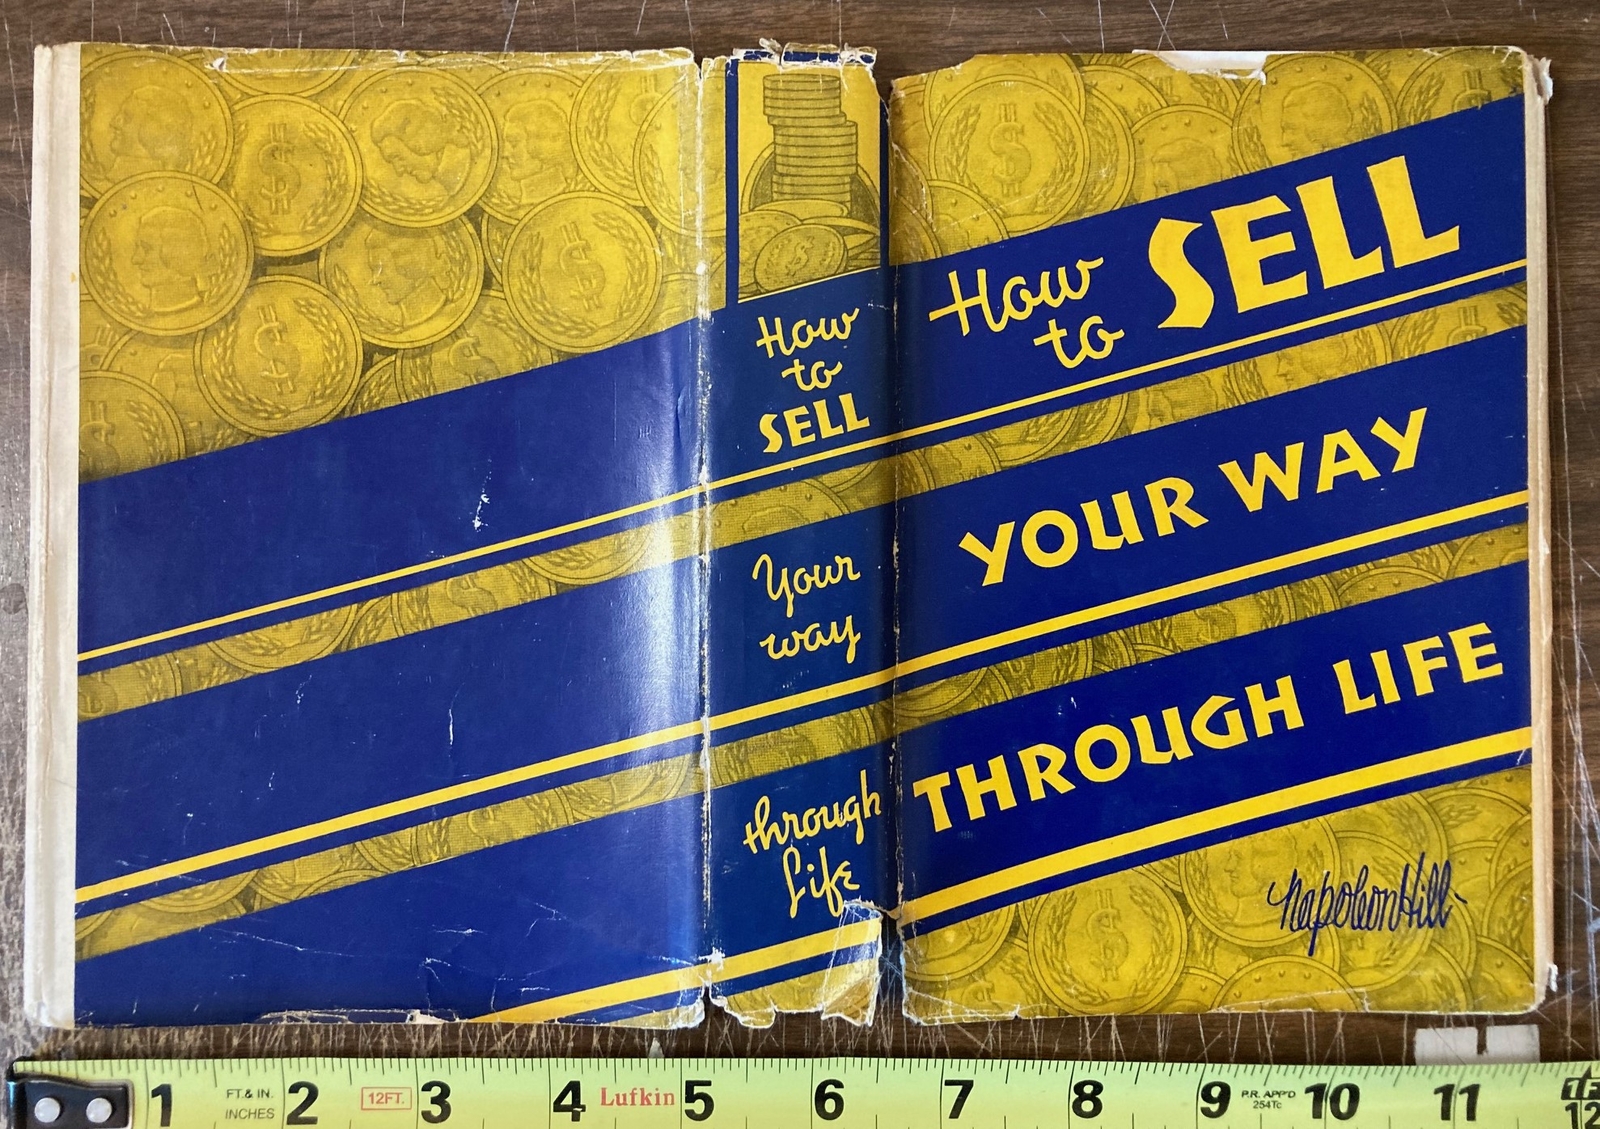 How
to
SELL
Your
way
through
Life
How
to SELL
YOUR WAY
THROUGH LIFE
Napoleon Hill
1 FT. & IN. INCHES 2 12FT. 3 4 Lufkin 5 6 7 8 9 P.R. APP'D 254Tc 10 11 12